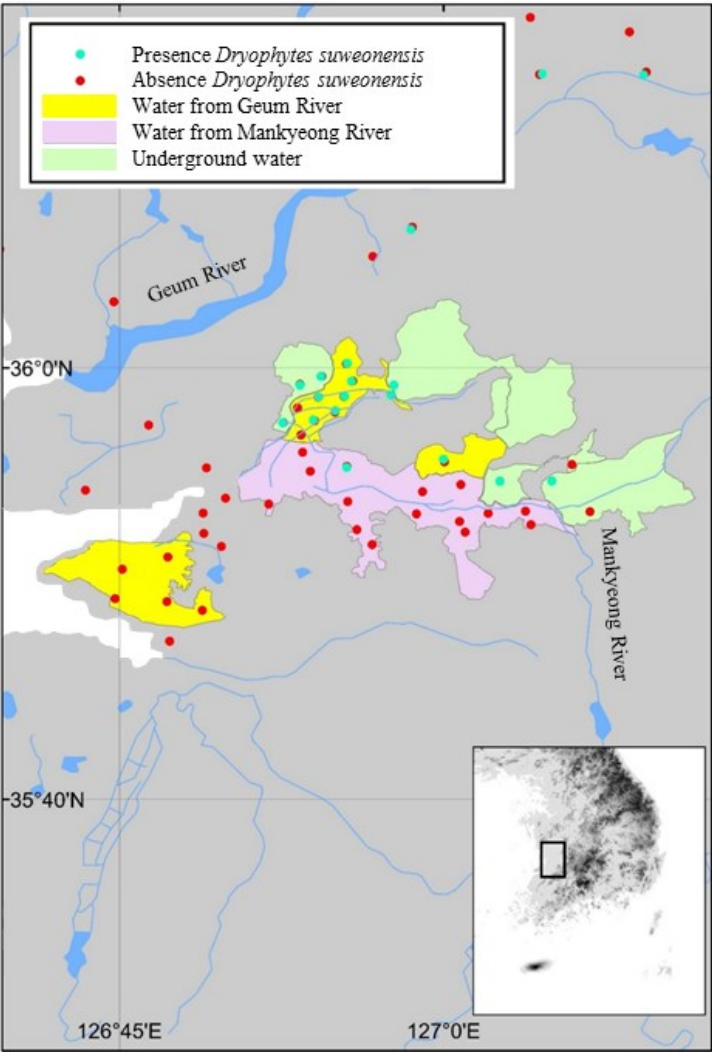 Presence Dryophytes suweonensis
Absence Dryophytes suweonensis
Water from Geum River
Water from Mankyeong River
Underground water
Geum River
36°0'N
Mankyeong River
35°40'N
126°45'E
127°0'E